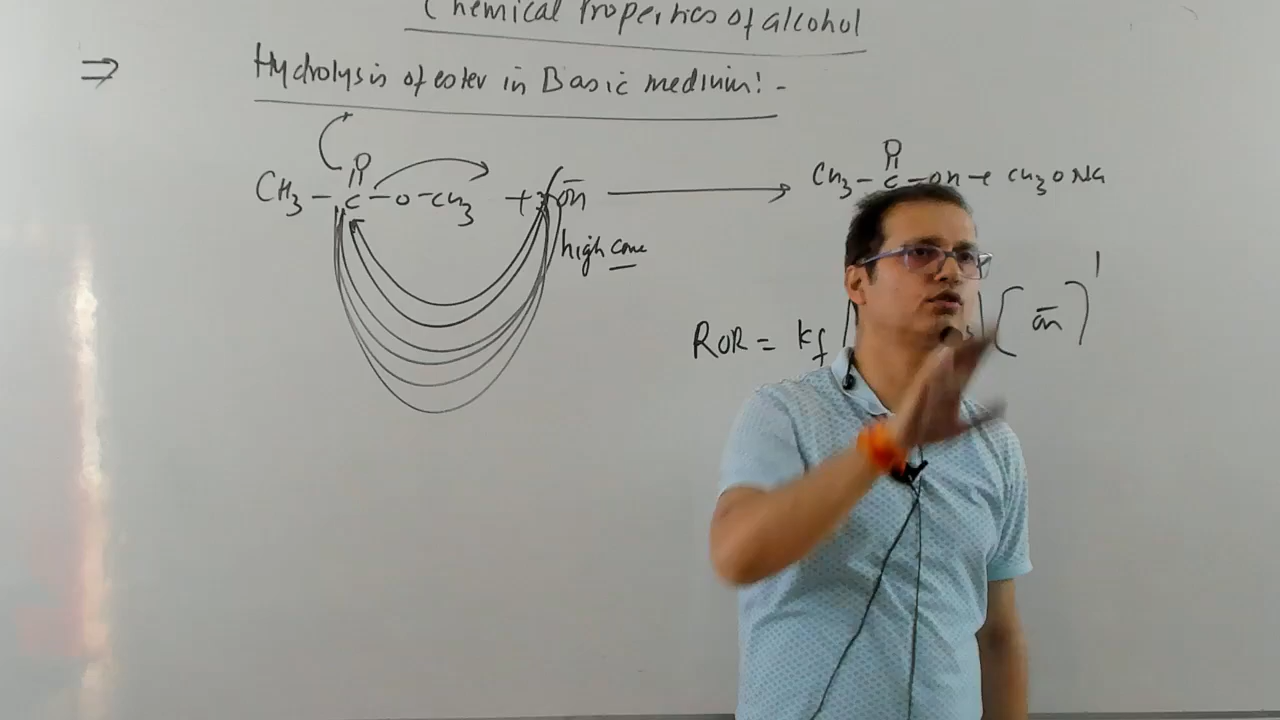 Chemical Properties of alcohol
⇒ Hydrolysis of ester in Basic medium! -
O O
CH3 - C - O - CH3 + OH → CH3 - C - OH + CH3ONa
high conc
ROR = Kf [ ] [OH]1